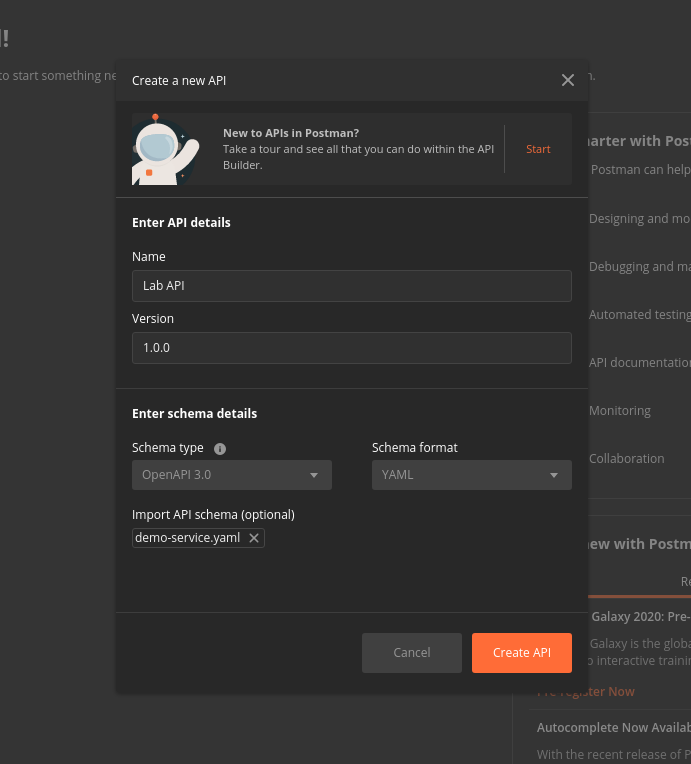 !
to start something ne
n.
Create a new API
New to APIs in Postman?
Take a tour and see all that you can do within the API
Builder.
Start
Enter API details
Name
Lab API
Version
1.0.0
Enter schema details
Schema type
Schema format
OpenAPI 3.0
YAML
Import API schema (optional)
demo-service.yaml
Cancel
Create API
arter with Post
Postman can help
Designing and mo
Debugging and ma
Automated testing
API documentation
Monitoring
Collaboration
ew with Postm
Re
Galaxy 2020: Pre-
Galaxy is the globa
o interactive trainin
Pre-register Now
Autocomplete Now Availab
With the recent release of P